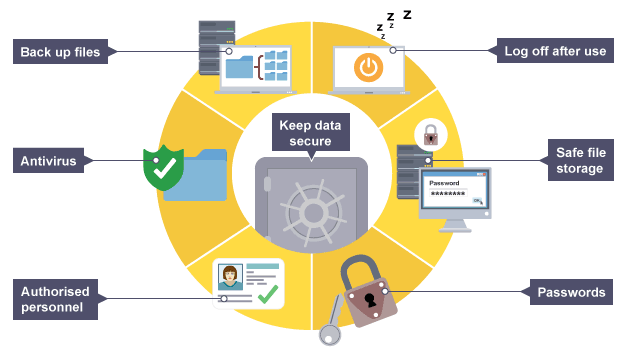 z z z z
Back up files
Log off after use
Keep data
secure
Antivirus
Safe file
storage
Password
********
OK
Authorised
personnel
Passwords